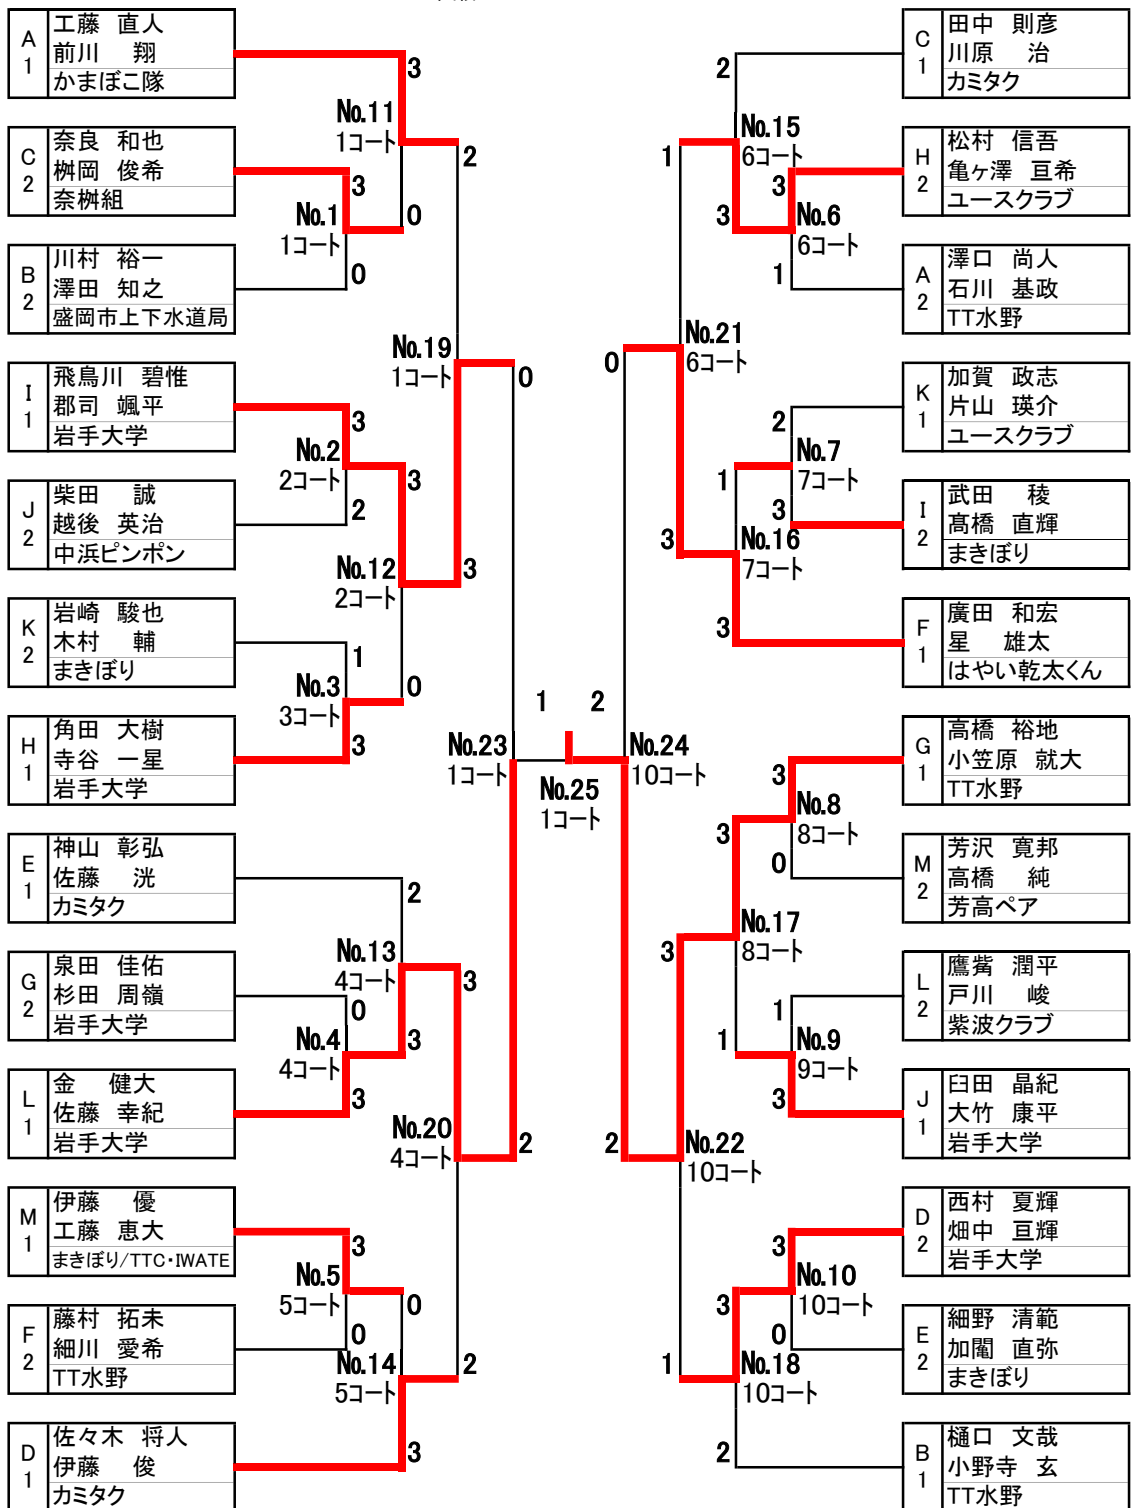 A
1
工藤 直人
前川 翔
かまぼこ隊
C
2
奈良 和也
桝岡 俊希
奈桝組
B
2
川村 裕一
澤田 知之
盛岡市上下水道局
I
1
飛鳥川 碧惟
郡司 颯平
岩手大学
J
2
柴田 誠
越後 英治
中浜ピンポン
K
2
岩崎 駿也
木村 輔
まきぼり
H
1
角田 大樹
寺谷 一星
岩手大学
E
1
神山 彰弘
佐藤 洸
カミタク
G
2
泉田 佳佑
杉田 周嶺
岩手大学
L
1
金 健大
佐藤 幸紀
岩手大学
M
1
伊藤 優
工藤 恵大
まきぼり/TTC・IWATE
F
2
藤村 拓未
細川 愛希
TT水野
D
1
佐々木 将人
伊藤 俊
カミタク
3
No.11
1コート
2
3
No.1
1コート
0
0
No.19
1コート
0
3
No.2
2コート
3
2
No.12
2コート
3
1
No.3
3コート
0
3
No.23
1コート
1
2
No.25
1コート
2
No.13
4コート
3
0
No.4
4コート
3
3
No.20
4コート
2
3
No.5
5コート
0
0
No.14
5コート
2
3
2
No.15
6コート
1
3
3
No.6
6コート
1
No.21
6コート
0
2
No.7
7コート
1
3
No.16
7コート
3
3
No.24
10コート
3
No.8
8コート
3
0
No.17
8コート
3
1
No.9
9コート
1
3
No.22
10コート
2
3
No.10
10コート
3
0
No.18
10コート
1
2
C
1
田中 則彦
川原 治
カミタク
H
2
松村 信吾
亀ヶ澤 亘希
ユースクラブ
A
2
澤口 尚人
石川 基政
TT水野
K
1
加賀 政志
片山 瑛介
ユースクラブ
I
2
武田 稜
髙橋 直輝
まきぼり
F
1
廣田 和宏
星 雄太
はやい乾太くん
G
1
高橋 裕地
小笠原 就大
TT水野
M
2
芳沢 寛邦
高橋 純
芳高ペア
L
2
鷹觜 潤平
戸川 峻
紫波クラブ
J
1
臼田 晶紀
大竹 康平
岩手大学
D
2
西村 夏輝
畑中 亘輝
岩手大学
E
2
細野 清範
加閣 直弥
まきぼり
B
1
樋口 文哉
小野寺 玄
TT水野